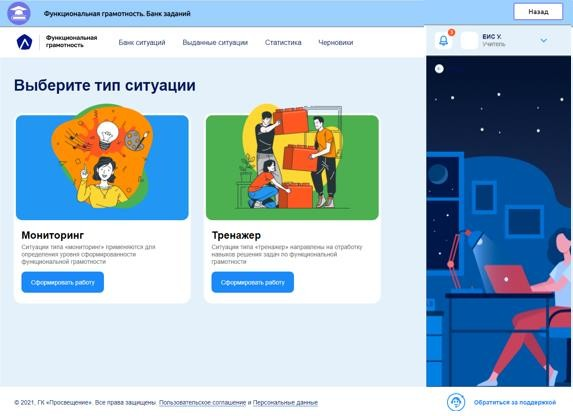 Функциональная грамотность. Банк заданий
Назад
Функциональная
грамотность
Банк ситуаций
Выданные ситуации
Статистика
Черновики
3
ЕИС У.
Учитель
Выберите тип ситуации
Мониторинг
Ситуации типа «мониторинг» применяются для
определения уровня сформированности
функциональной грамотности
Сформировать работу
Тренажер
Ситуации типа «тренажер» направлены на отработку
навыков решения задач по функциональной
грамотности
Сформировать работу
© 2021, ГК «Просвещение». Все права защищены. Пользовательское соглашение и Персональные данные
Обратиться за поддержкой